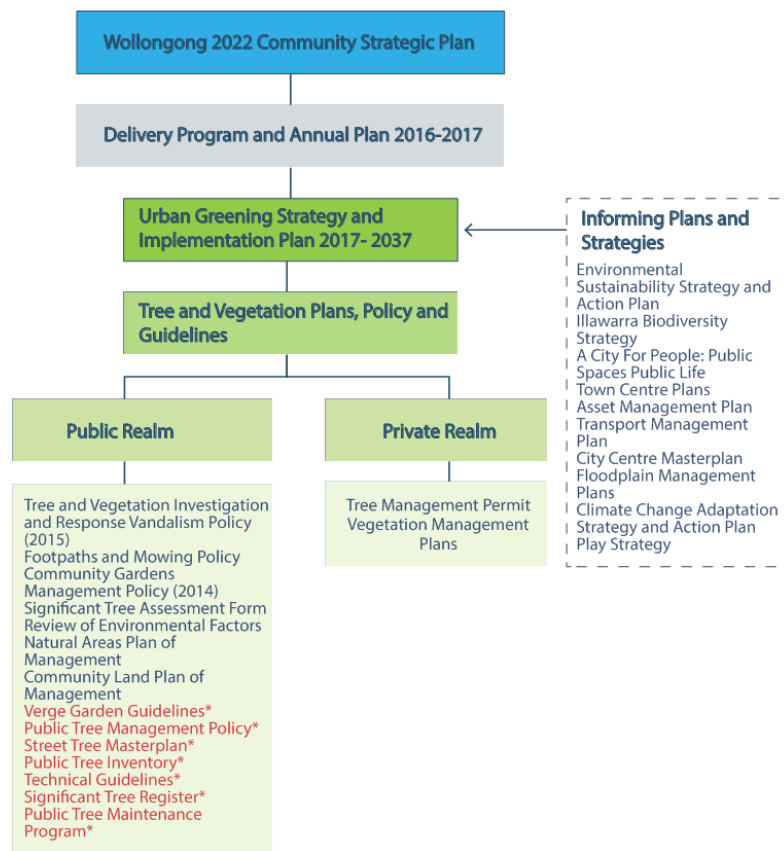 Wollongong 2022 Community Strategic Plan
Delivery Program and Annual Plan 2016-2017
Urban Greening Strategy and
Implementation Plan 2017- 2037
Informing Plans and
Strategies
Environmental
Sustainability Strategy and
Action Plan
Illawarra Biodiversity
Strategy
A City For People: Public
Spaces Public Life
Town Centre Plans
Asset Management Plan
Transport Management
Plan
City Centre Masterplan
Floodplain Management
Plans
Climate Change Adaptation
Strategy and Action Plan
Play Strategy
Tree and Vegetation Plans, Policy and
Guidelines
Public Realm
Tree and Vegetation Investigation
and Response Vandalism Policy
(2015)
Footpaths and Mowing Policy
Community Gardens
Management Policy (2014)
Significant Tree Assessment Form
Review of Environmental Factors
Natural Areas Plan of
Management
Community Land Plan of
Management
Verge Garden Guidelines*
Public Tree Management Policy*
Street Tree Masterplan*
Public Tree Inventory*
Technical Guidelines*
Significant Tree Register*
Public Tree Maintenance
Program*
Private Realm
Tree Management Permit
Vegetation Management
Plans